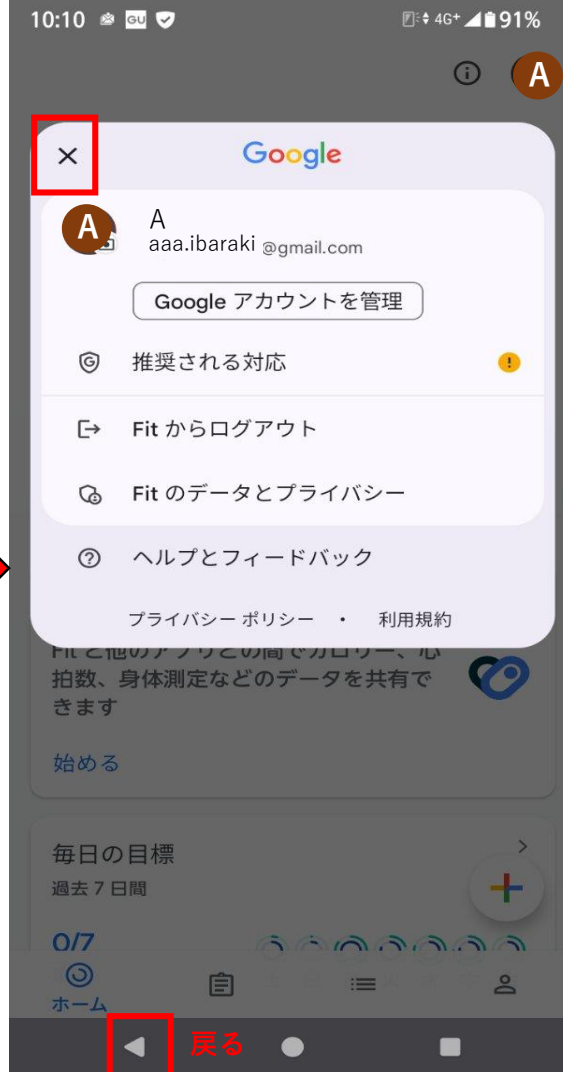 10:10 GU 4G+ 91%
A
Google
A
A
aaa.ibaraki @gmail.com
Google アカウントを管理
推奨される対応
Fit からログアウト
Fit のデータとプライバシー
ヘルプとフィードバック
プライバシー ポリシー ・ 利用規約
Fit と他のアプリとの間でカロリー、心
拍数、身体測定などのデータを共有で
きます
始める
毎日の目標
過去 7 日間
0/7
ホーム
戻る